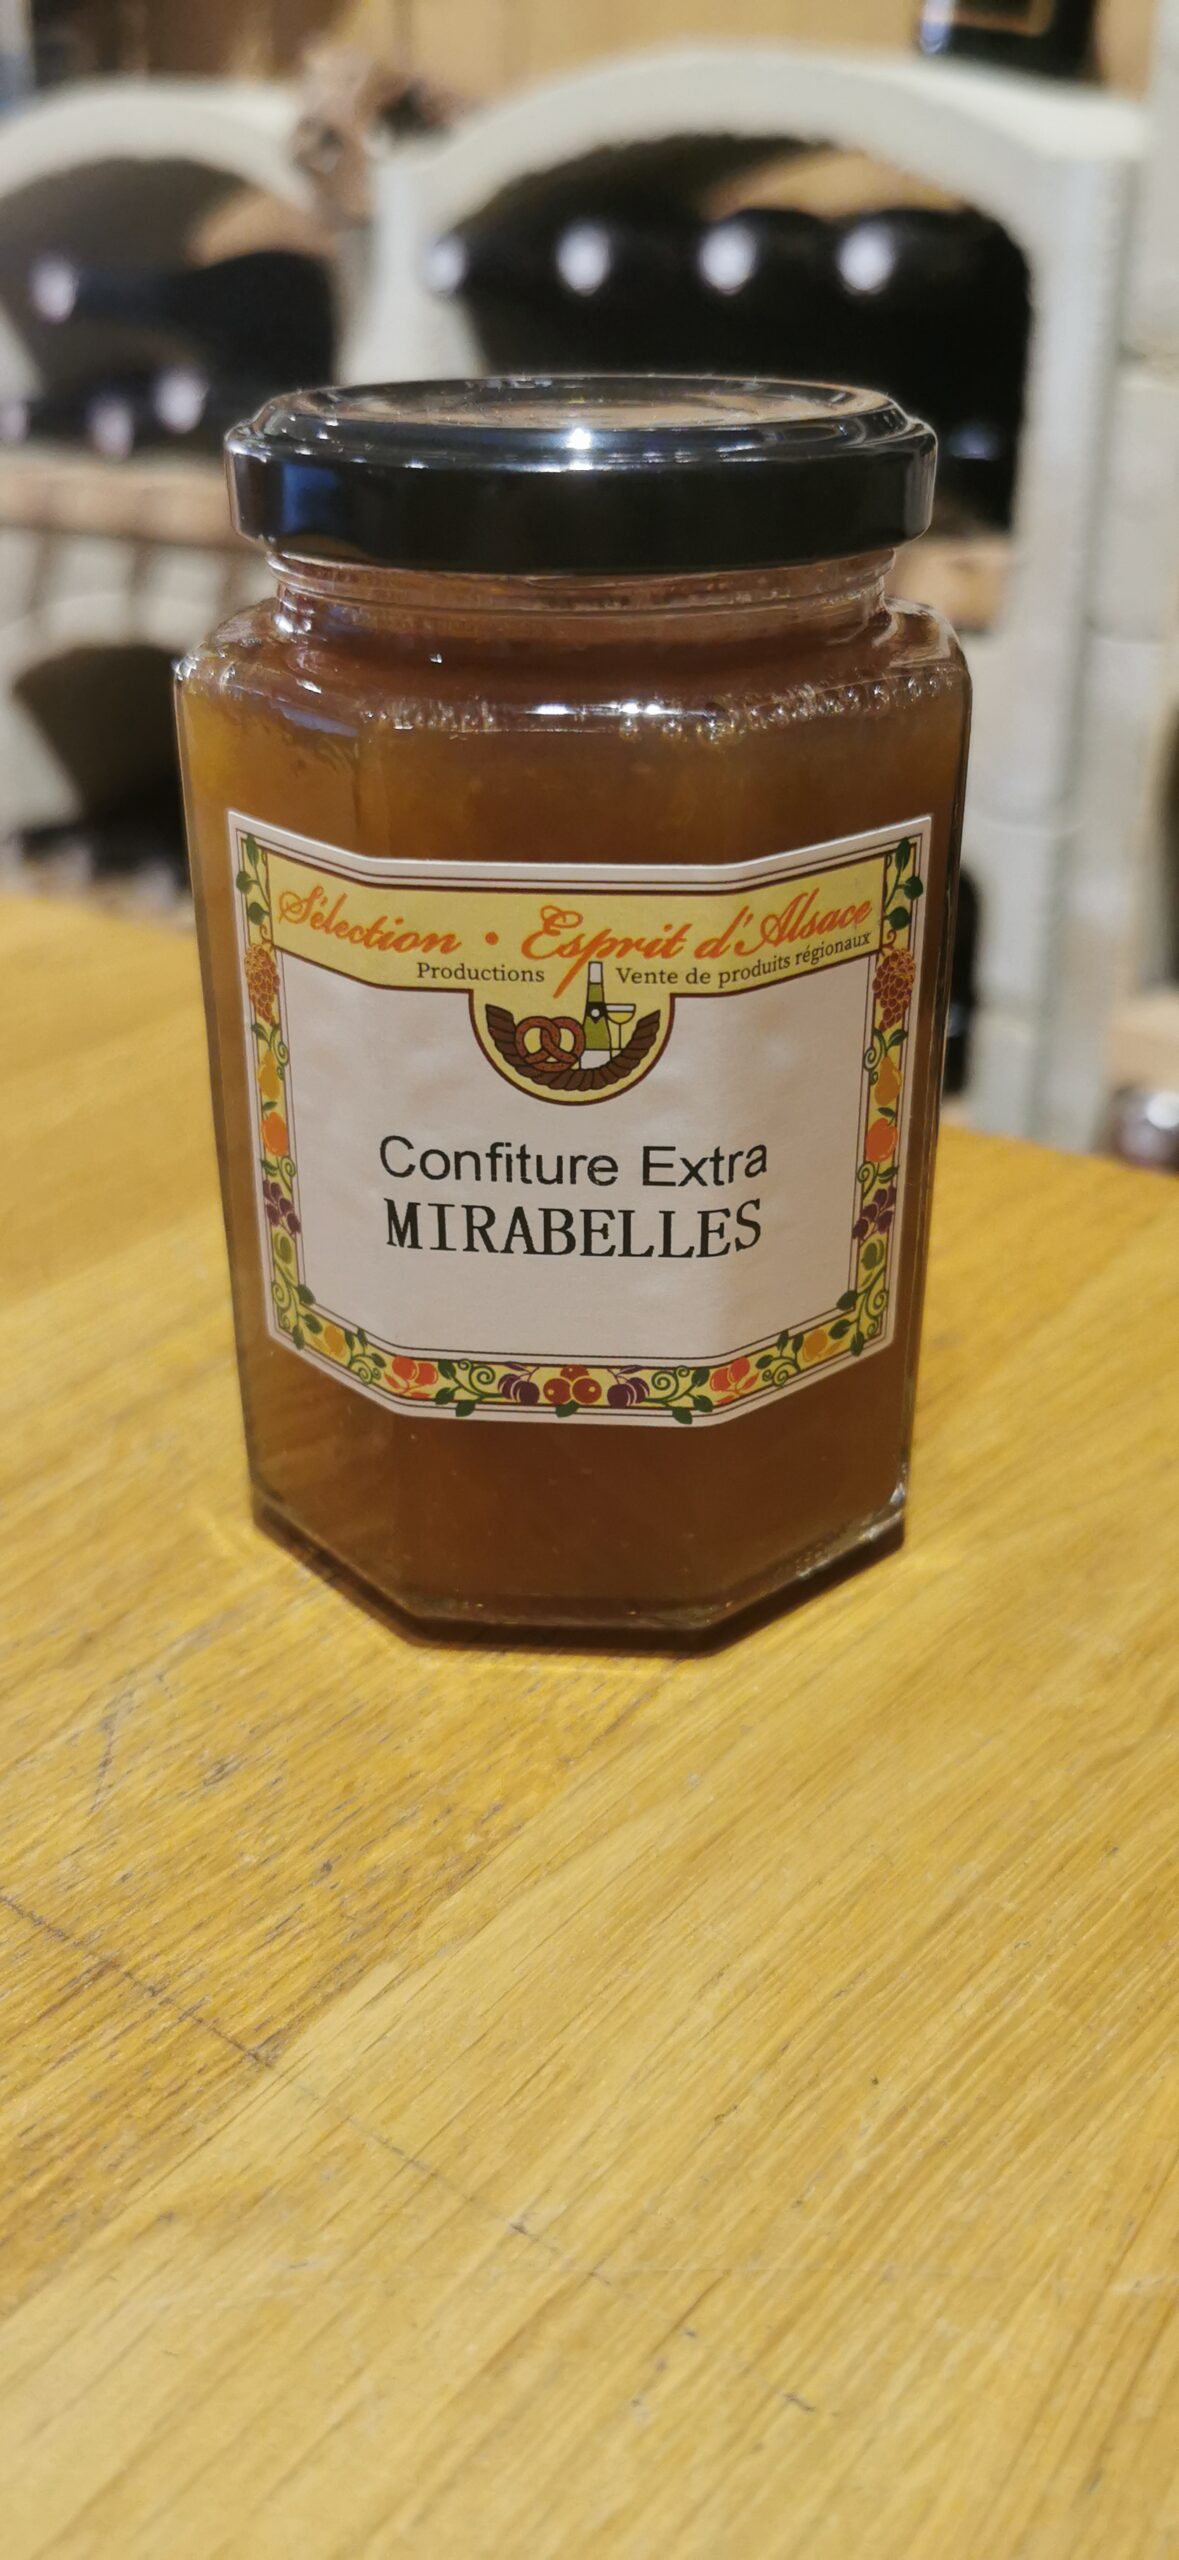 Sélection • Esprit d'Alsace
Productions Vente de produits régionaux
Confiture Extra
MIRABELLES